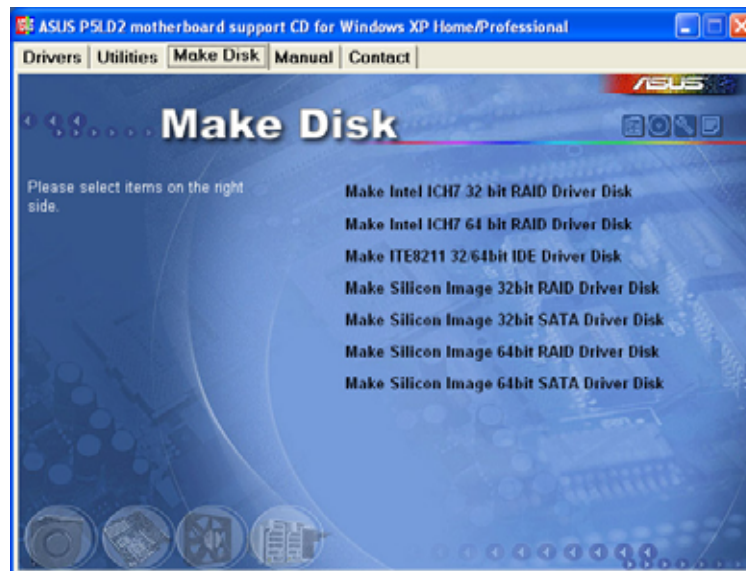 ASUS P5LD2 motherboard support CD for Windows XP Home/Professional
Drivers Utilities Make Disk Manual Contact
ASUS
Make Disk
Please select items on the right
side.
Make Intel ICH7 32 bit RAID Driver Disk
Make Intel ICH7 64 bit RAID Driver Disk
Make ITE8211 32/64bit IDE Driver Disk
Make Silicon Image 32bit RAID Driver Disk
Make Silicon Image 32bit SATA Driver Disk
Make Silicon Image 64bit RAID Driver Disk
Make Silicon Image 64bit SATA Driver Disk